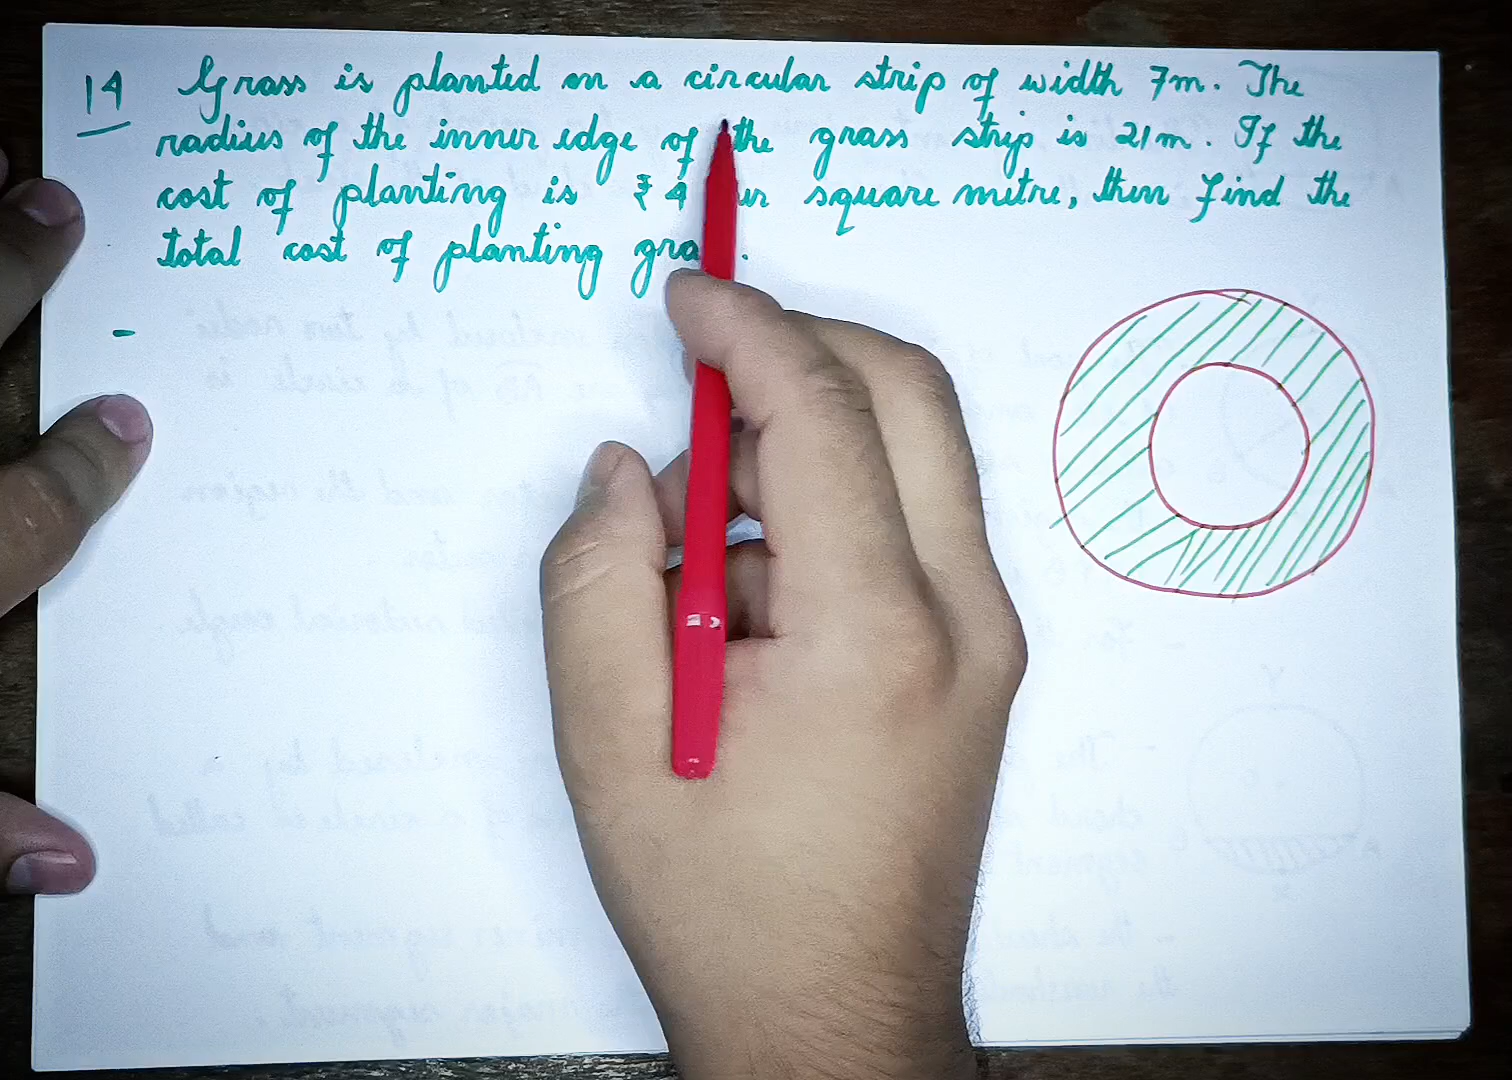 14 Grass is planted on a circular strip of width 7m. The
radius of the inner edge of the grass strip is 21m. If the
cost of planting is ₹ 4 square metre, then find the
total cost of planting